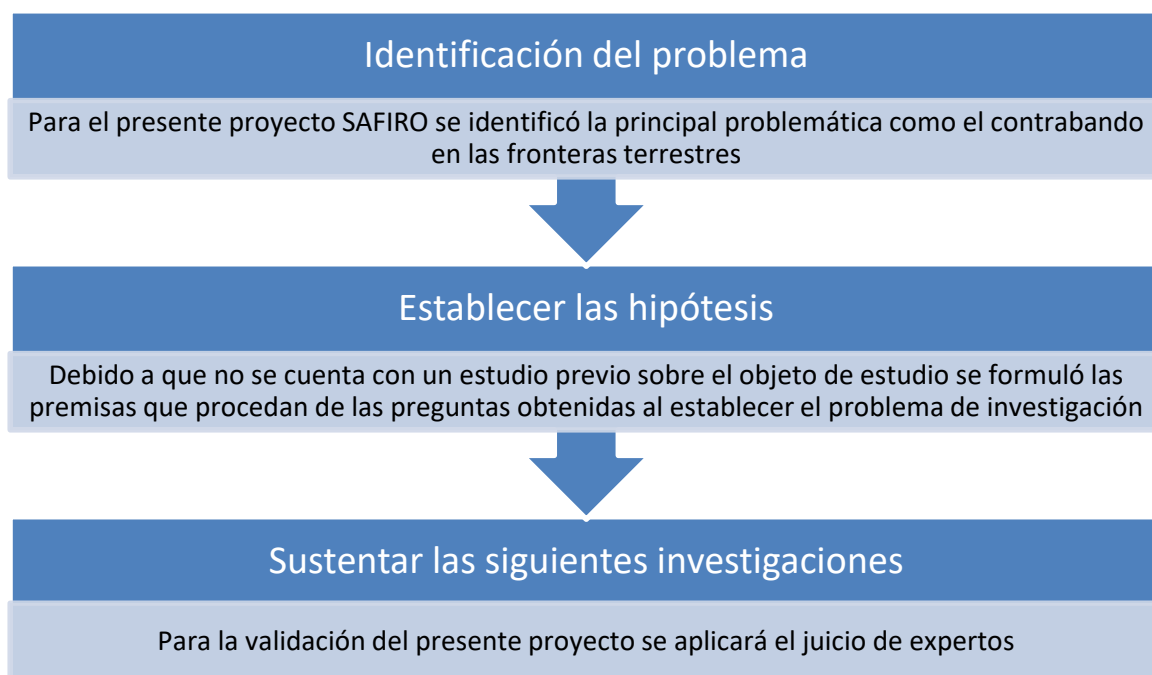 Identificación del problema
Para el presente proyecto SAFIRO se identificó la principal problemática como el contrabando
en las fronteras terrestres
Establecer las hipótesis
Debido a que no se cuenta con un estudio previo sobre el objeto de estudio se formuló las
premisas que procedan de las preguntas obtenidas al establecer el problema de investigación
Sustentar las siguientes investigaciones
Para la validación del presente proyecto se aplicará el juicio de expertos